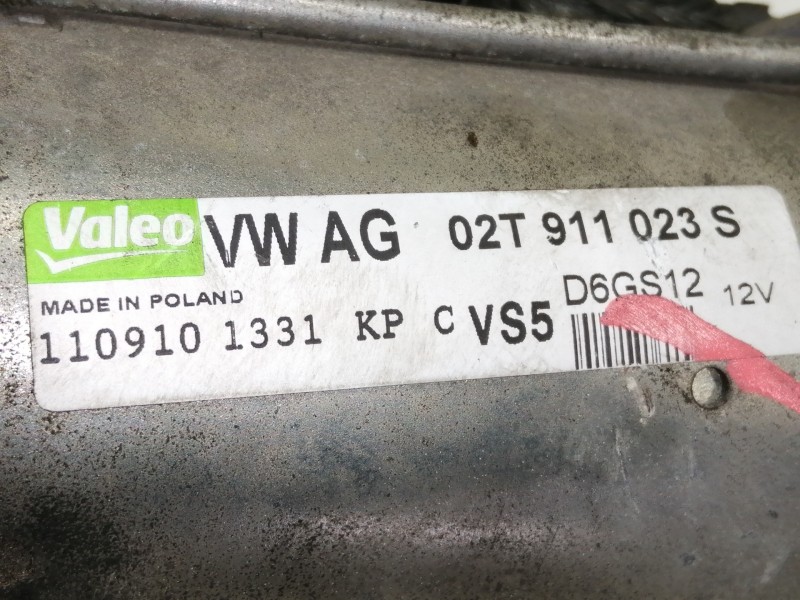 Valeo VW AG 02T 911 023 S
MADE IN POLAND D6GS12 12V
110910 1331 KP C VS5